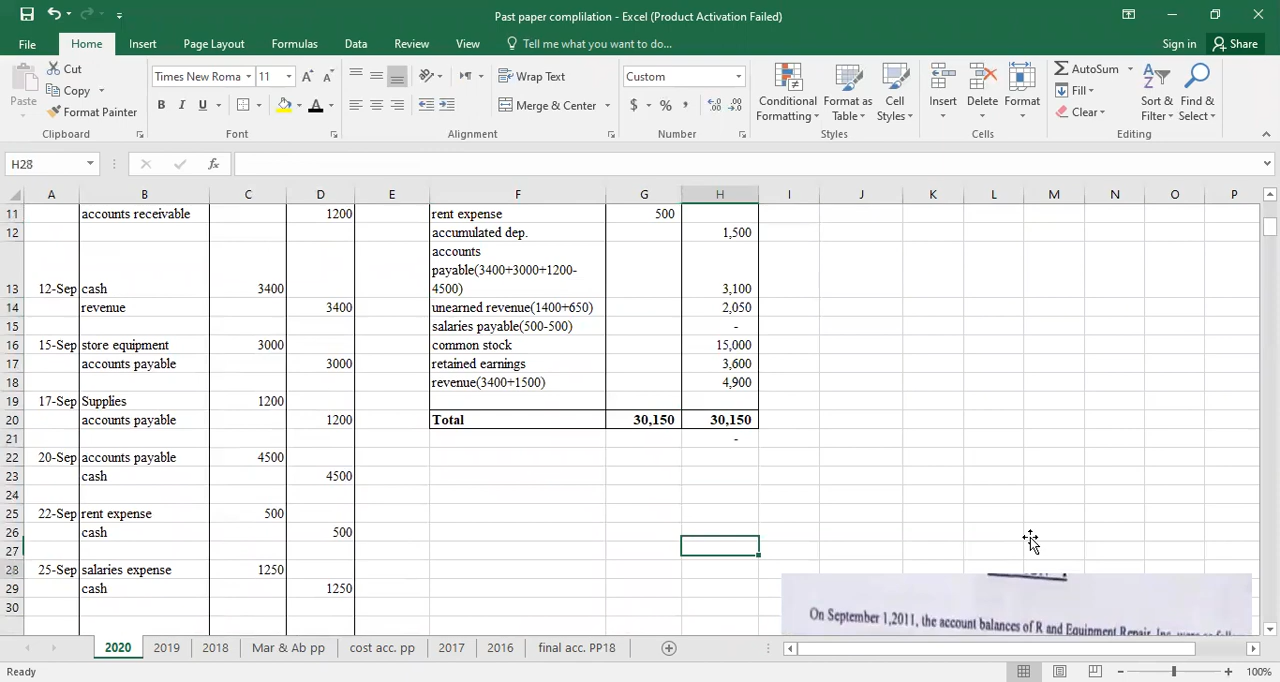 Past paper complilation - Excel (Product Activation Failed)
File Home Insert Page Layout Formulas Data Review View Tell me what you want to do... Sign in Share
Cut
Copy
Format Painter
Paste
Clipboard
Times New Roma 11
B I U
Font
Wrap Text
Merge & Center
Alignment
Custom
$ % ,
Number
Conditional Formatting
Format as Table
Cell Styles
Styles
Insert
Delete
Format
Cells
AutoSum
Fill
Clear
Sort & Filter
Find & Select
Editing
H28 fx
A B C D E F G H I J K L M N O P
11 accounts receivable 1200 rent expense 500
12 accumulated dep. 1,500
accounts
payable(3400+3000+1200-
13 12-Sep cash 3400 4500) 3,100
14 revenue 3400 unearned revenue(1400+650) 2,050
15 salaries payable(500-500) -
16 15-Sep store equipment 3000 common stock 15,000
17 accounts payable 3000 retained earnings 3,600
18 revenue(3400+1500) 4,900
19 17-Sep Supplies 1200
20 accounts payable 1200 Total 30,150 30,150
21 -
22 20-Sep accounts payable 4500
23 cash 4500
24
25 22-Sep rent expense 500
26 cash 500
27
28 25-Sep salaries expense 1250
29 cash 1250
30
On September 1,2011, the account balances of R and Equipment Repair, Inc.
2020 2019 2018 Mar & Ab pp cost acc. pp 2017 2016 final acc. PP18
Ready 100%